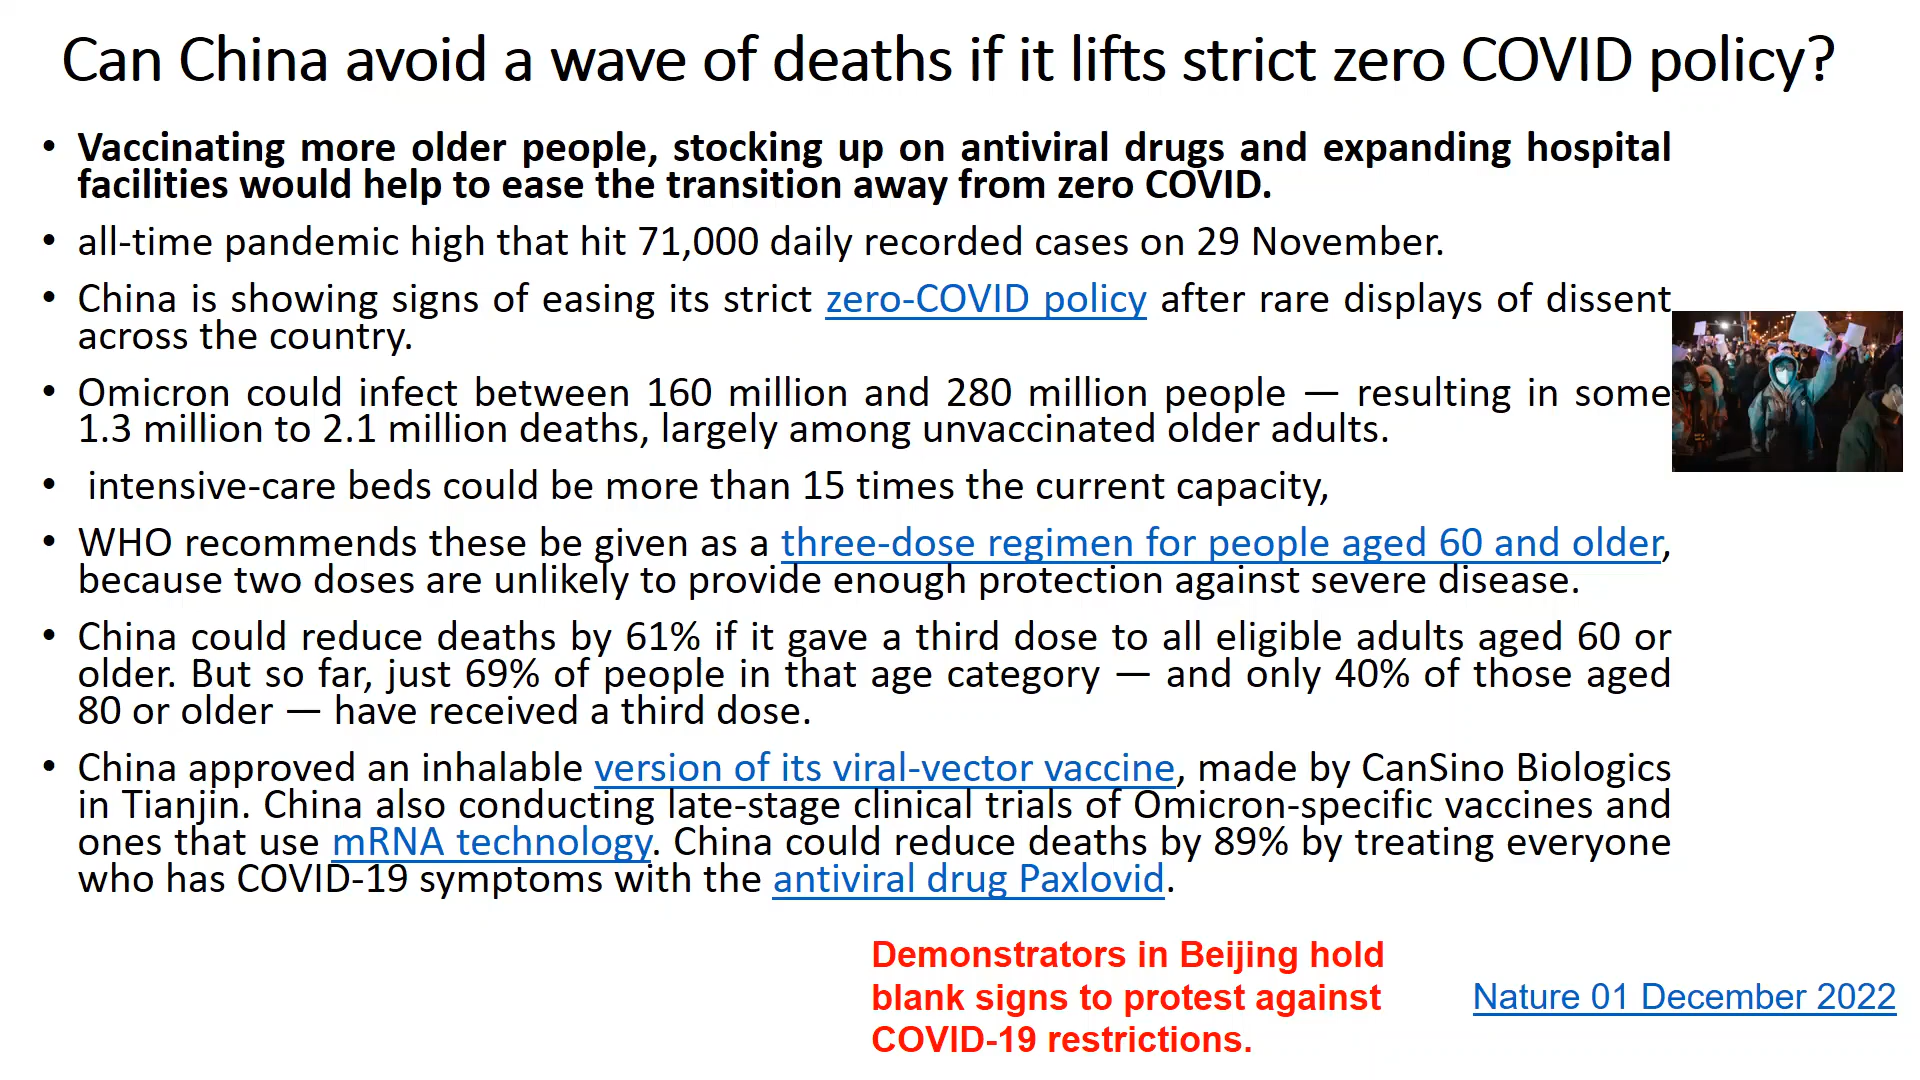 Can China avoid a wave of deaths if it lifts strict zero COVID policy?
• Vaccinating more older people, stocking up on antiviral drugs and expanding hospital
facilities would help to ease the transition away from zero COVID.
• all-time pandemic high that hit 71,000 daily recorded cases on 29 November.
• China is showing signs of easing its strict zero-COVID policy after rare displays of dissent
across the country.
• Omicron could infect between 160 million and 280 million people — resulting in some
1.3 million to 2.1 million deaths, largely among unvaccinated older adults.
• intensive-care beds could be more than 15 times the current capacity,
• WHO recommends these be given as a three-dose regimen for people aged 60 and older,
because two doses are unlikely to provide enough protection against severe disease.
• China could reduce deaths by 61% if it gave a third dose to all eligible adults aged 60 or
older. But so far, just 69% of people in that age category — and only 40% of those aged
80 or older — have received a third dose.
• China approved an inhalable version of its viral-vector vaccine, made by CanSino Biologics
in Tianjin. China also conducting late-stage clinical trials of Omicron-specific vaccines and
ones that use mRNA technology. China could reduce deaths by 89% by treating everyone
who has COVID-19 symptoms with the antiviral drug Paxlovid.
Demonstrators in Beijing hold
blank signs to protest against
COVID-19 restrictions.
Nature 01 December 2022